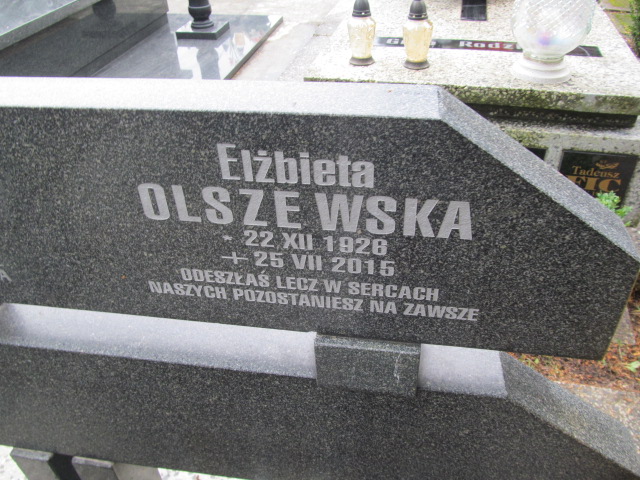 Elżbieta
OLSZEWSKA
* 22 XII 1926
+ 25 VII 2015
ODESZŁAŚ LECZ W SERCACH
NASZYCH POZOSTANIESZ NA ZAWSZE
Tadeusz
A